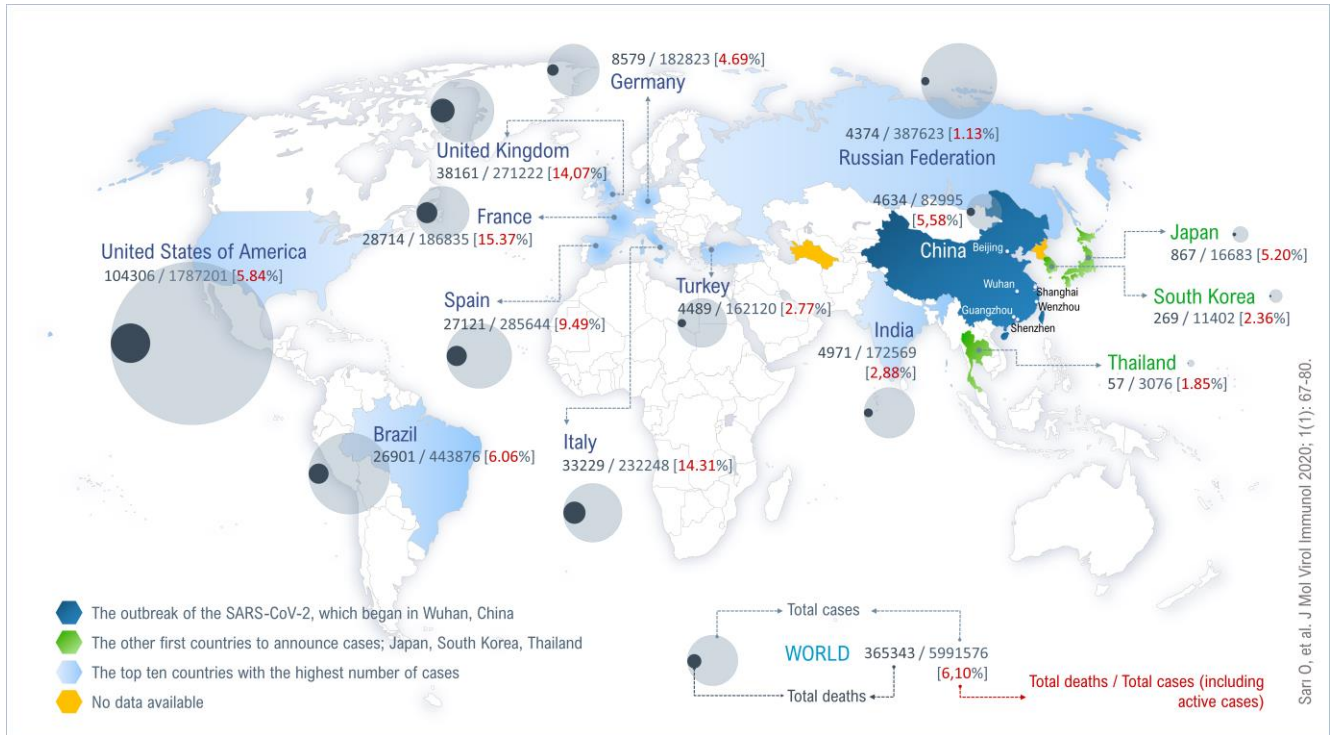 8579 / 182823 [4.69%]
Germany
4374 / 387623 [1.13%]
Russian Federation
United Kingdom
38161 / 271222 [14,07%]
France
28714 / 186835 [15.37%]
United States of America
104306 / 1787201 [5.84%]
4634 / 82995
[5,58%]
China
Beijing
Wuhan
Shanghai
Wenzhou
Guangzhou
Shenzhen
Japan
867 / 16683 [5.20%]
South Korea
269 / 11402 [2.36%]
Thailand
57 / 3076 [1.85%]
Spain
27121 / 285644 [9.49%]
Turkey
4489 / 162120 [2.77%]
India
4971 / 172569
[2,88%]
Brazil
26901 / 443876 [6.06%]
Italy
33229 / 232248 [14.31%]
The outbreak of the SARS-CoV-2, which began in Wuhan, China
The other first countries to announce cases; Japan, South Korea, Thailand
The top ten countries with the highest number of cases
No data available
Total cases
WORLD 365343 / 5991576
[6,10%]
Total deaths
Total deaths / Total cases (including
active cases)
Sarı O, et al. J Mol Virol Immunol 2020; 1(1): 67-80.